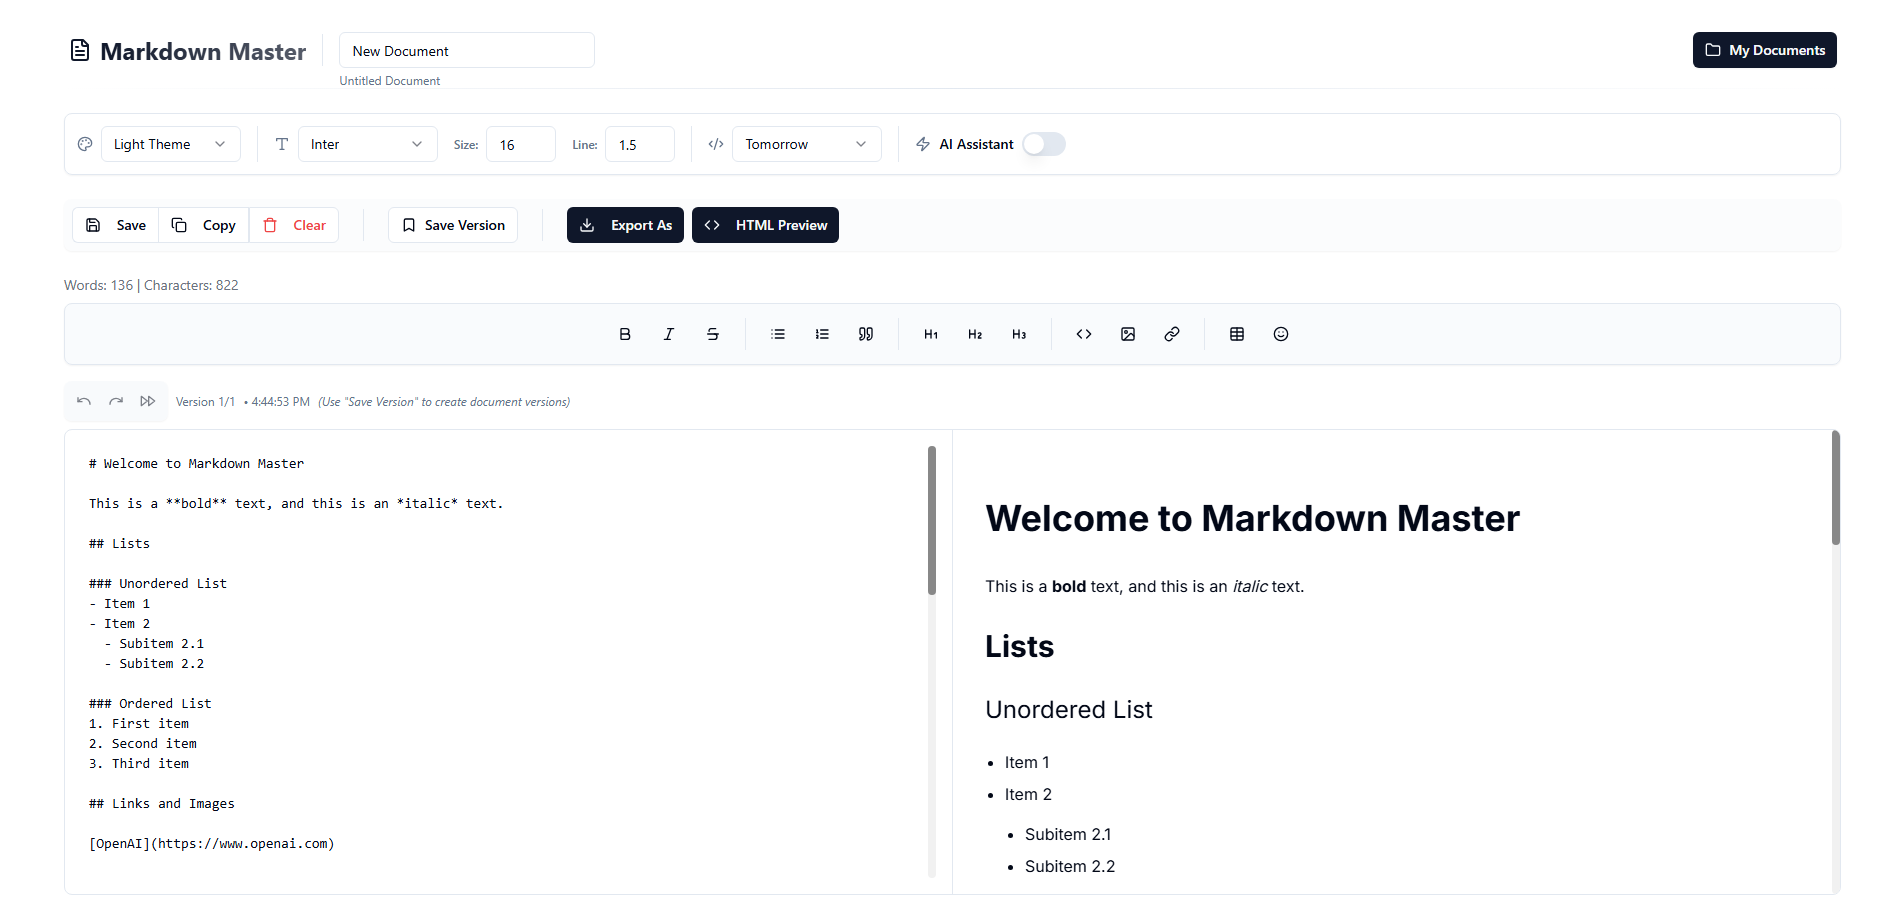 Markdown Master
New Document
My Documents
Untitled Document
Light Theme
Inter
Size:
16
Line:
1.5
Tomorrow
AI Assistant
Save
Copy
Clear
Save Version
Export As
HTML Preview
Words: 136 | Characters: 822
H1
H2
H3
Version 1/1 • 4:44:53 PM (Use "Save Version" to create document versions)
# Welcome to Markdown Master
This is a **bold** text, and this is an *italic* text.
## Lists
### Unordered List
- Item 1
- Item 2
  - Subitem 2.1
  - Subitem 2.2
### Ordered List
1. First item
2. Second item
3. Third item
## Links and Images
[OpenAI](https://www.openai.com)
Welcome to Markdown Master
This is a bold text, and this is an italic text.
Lists
Unordered List
• Item 1
• Item 2
• Subitem 2.1
• Subitem 2.2